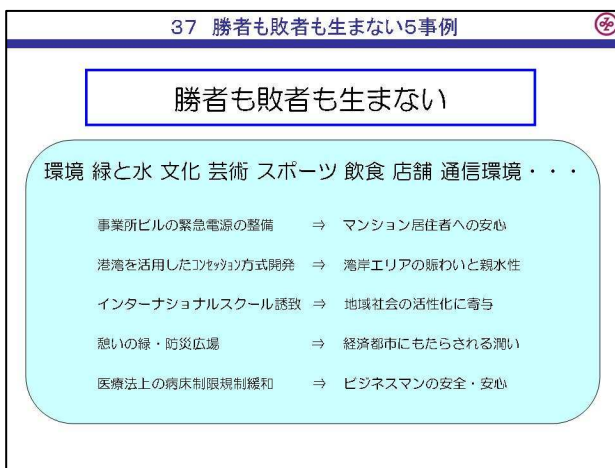 37 勝者も敗者も生まない5事例
勝者も敗者も生まない
環境 緑と水 文化 芸術 スポーツ 飲食 店舗 通信環境・・・
事業所ビルの緊急電源の整備 ⇒ マンション居住者への安心
港湾を活用したｺﾝｾｯｼｮﾝ方式開発 ⇒ 湾岸エリアの賑わいと親水性
インターナショナルスクール誘致 ⇒ 地域社会の活性化に寄与
憩いの緑・防災広場 ⇒ 経済都市にもたらされる潤い
医療法上の病床制限規制緩和 ⇒ ビジネスマンの安全・安心